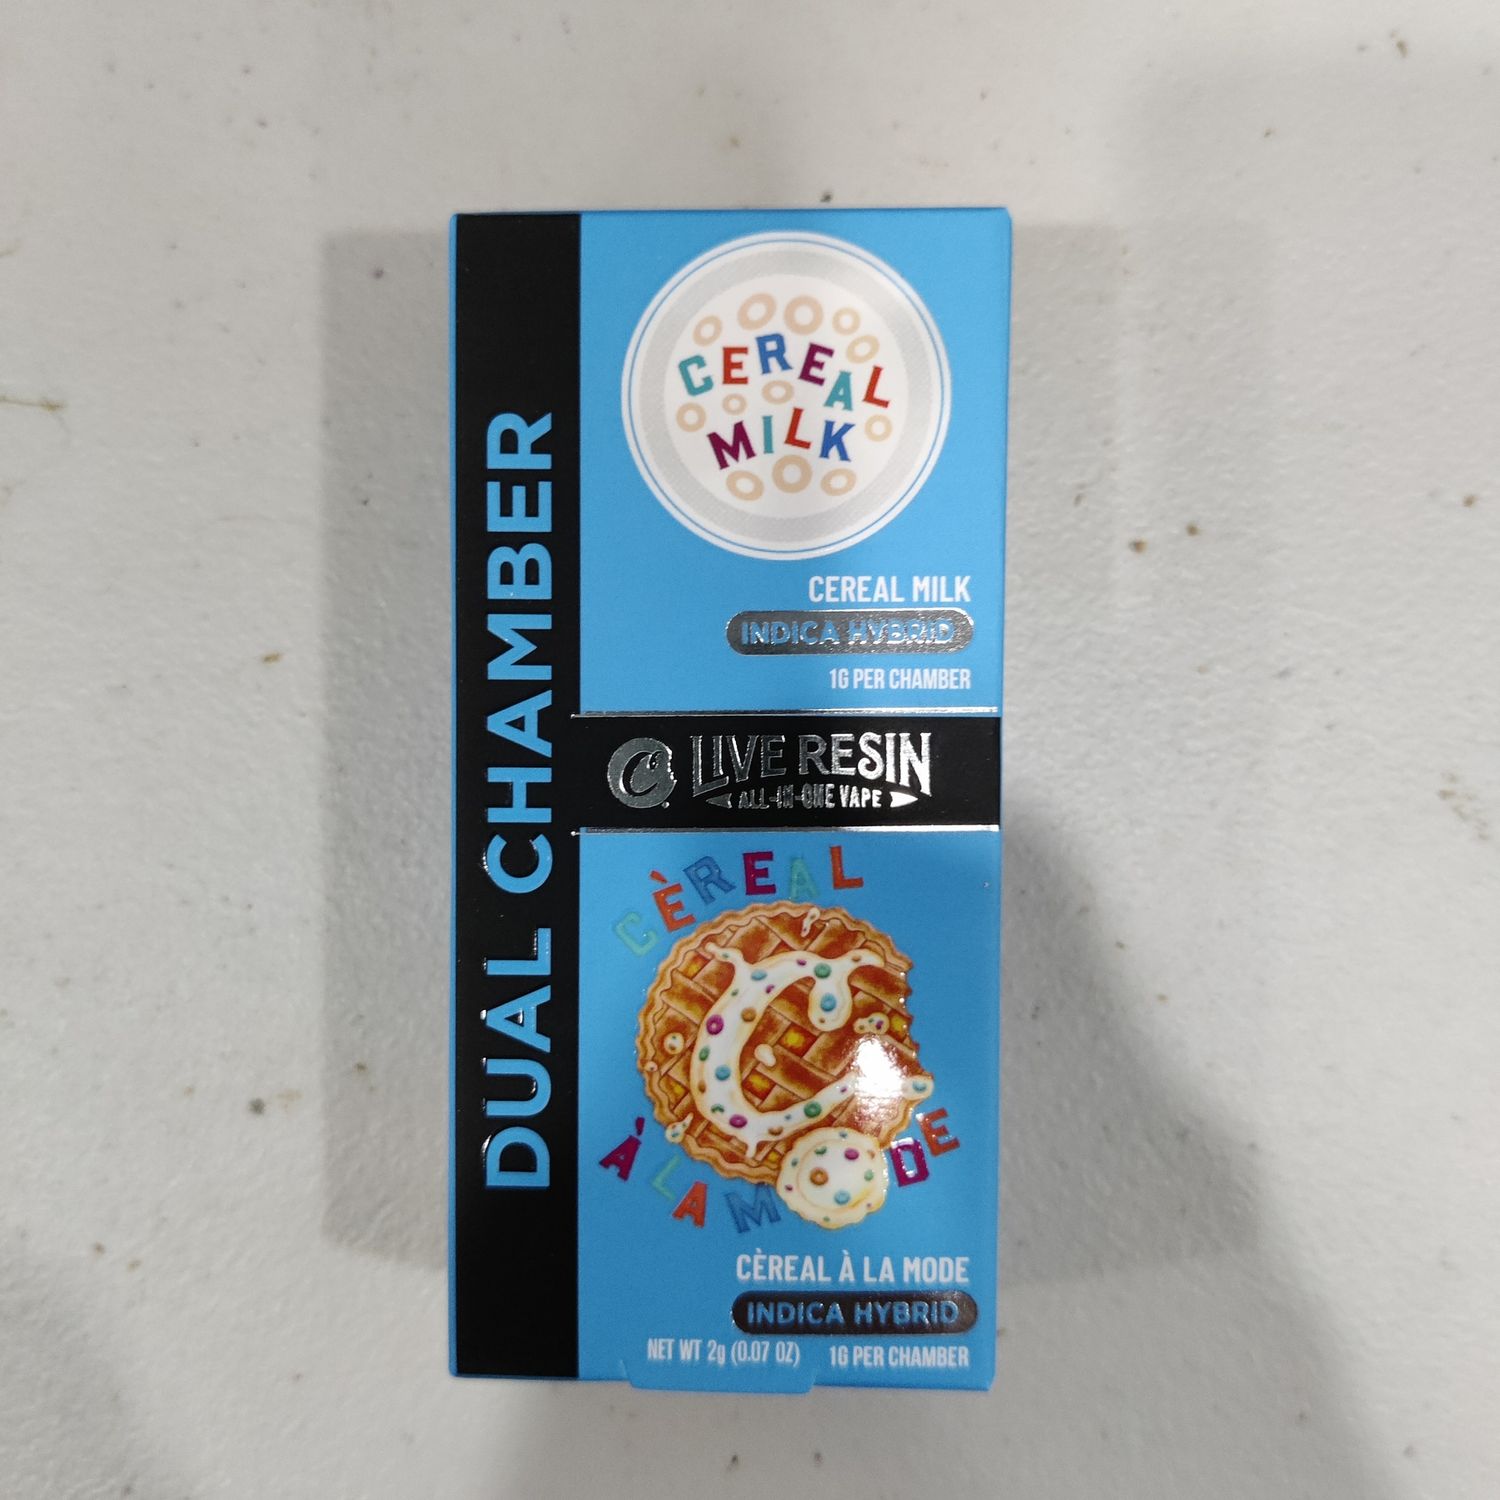 DUAL CHAMBER
CEREAL
MILK
CEREAL MILK
INDICA HYBRID
1G PER CHAMBER
C
LIVE RESIN
ALL-IN-ONE VAPE
CÈREAL
C
À LA MODE
CÈREAL À LA MODE
INDICA HYBRID
NET WT 2g (0.07 OZ) 1G PER CHAMBER